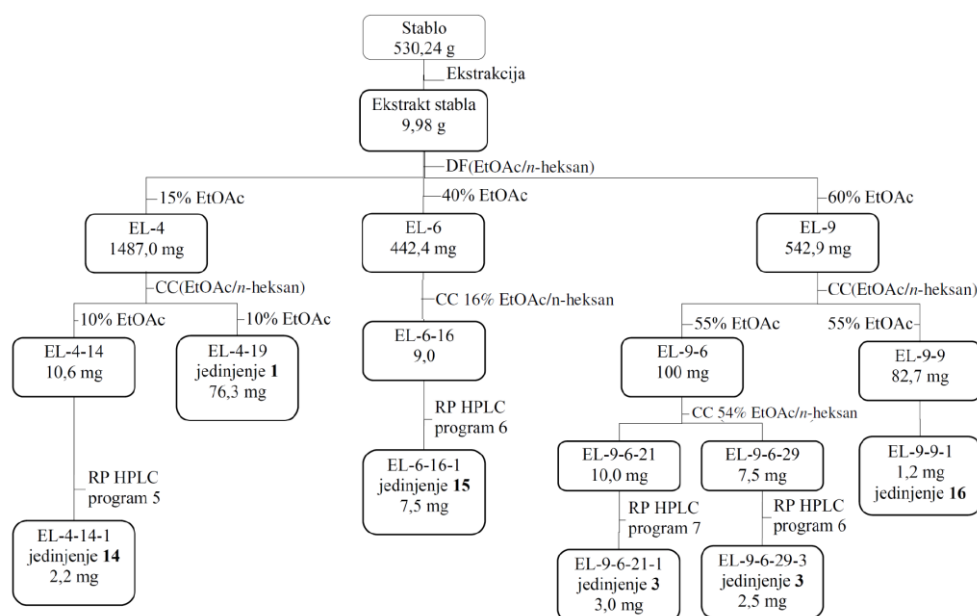 Stablo
530,24 g
Ekstrakcija
Ekstrakt stabla
9,98 g
DF(EtOAc/n-heksan)
15% EtOAc
40% EtOAc
60% EtOAc
EL-4
1487,0 mg
EL-6
442,4 mg
EL-9
542,9 mg
CC(EtOAc/n-heksan)
CC 16% EtOAc/n-heksan
CC(EtOAc/n-heksan)
10% EtOAc
10% EtOAc
55% EtOAc
55% EtOAc
EL-4-14
10,6 mg
EL-4-19
jedinjenje 1
76,3 mg
EL-6-16
9,0
EL-9-6
100 mg
EL-9-9
82,7 mg
RP HPLC
program 5
RP HPLC
program 6
CC 54% EtOAc/n-heksan
EL-4-14-1
jedinjenje 14
2,2 mg
EL-6-16-1
jedinjenje 15
7,5 mg
EL-9-6-21
10,0 mg
EL-9-6-29
7,5 mg
EL-9-9-1
1,2 mg
jedinjenje 16
RP HPLC
program 7
RP HPLC
program 6
EL-9-6-21-1
jedinjenje 3
3,0 mg
EL-9-6-29-3
jedinjenje 3
2,5 mg